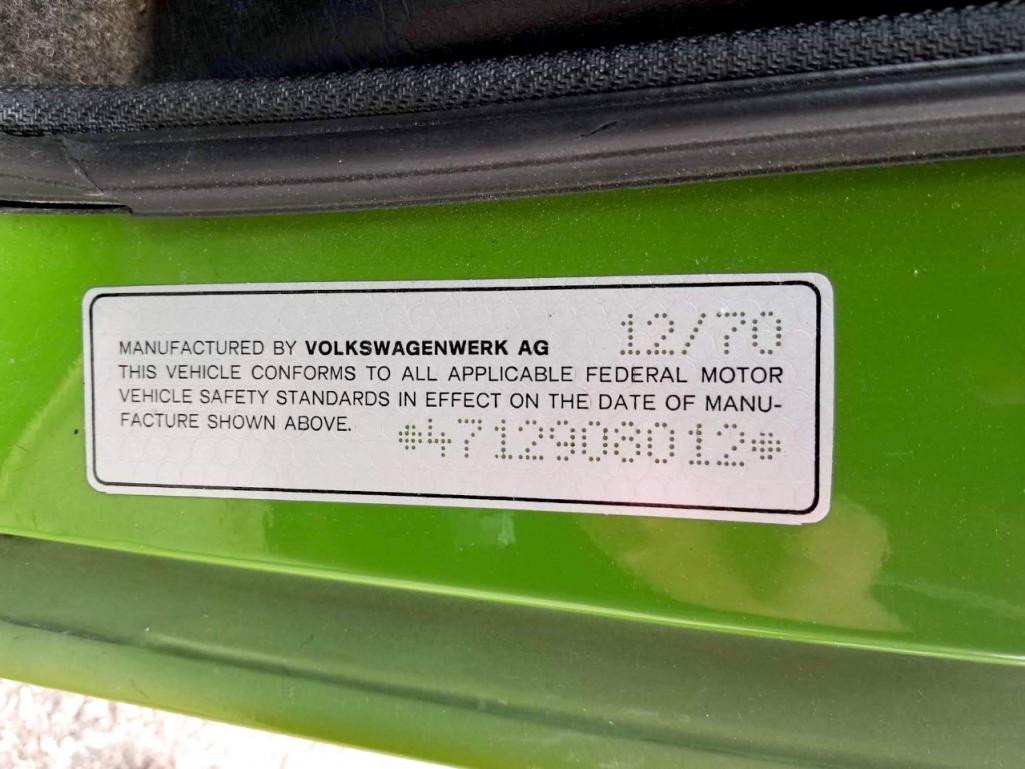 12/70
MANUFACTURED BY VOLKSWAGENWERK AG
THIS VEHICLE CONFORMS TO ALL APPLICABLE FEDERAL MOTOR
VEHICLE SAFETY STANDARDS IN EFFECT ON THE DATE OF MANU-
FACTURE SHOWN ABOVE.
*4712908012*